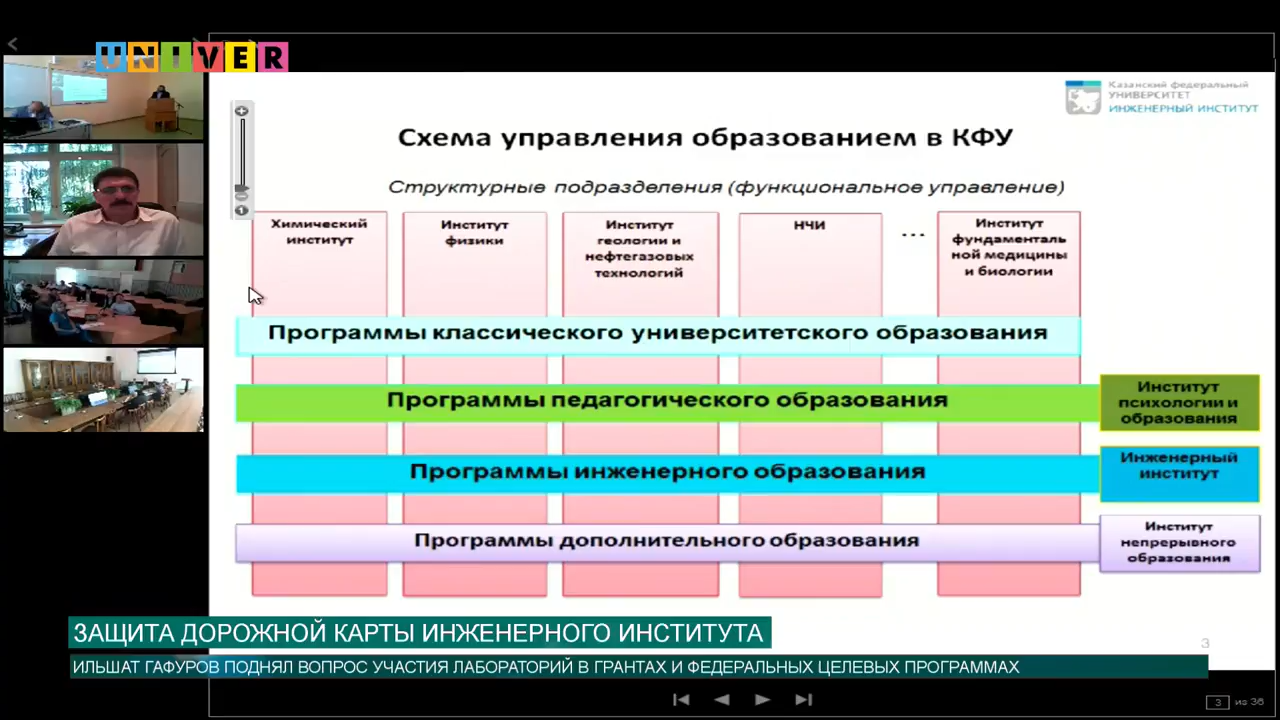 UNIVER
Казанский федеральный
УНИВЕРСИТЕТ
ИНЖЕНЕРНЫЙ ИНСТИТУТ
Схема управления образованием в КФУ
Структурные подразделения (функциональное управление)
Химический
институт
Институт
физики
Институт
геологии и
нефтегазовых
технологий
НЧИ
...
Институт
фундаменталь
ной медицины
и биологии
Программы классического университетского образования
Программы педагогического образования
Институт
психологии и
образования
Программы инженерного образования
Инженерный
институт
Программы дополнительного образования
Институт
непрерывного
образования
ЗАЩИТА ДОРОЖНОЙ КАРТЫ ИНЖЕНЕРНОГО ИНСТИТУТА
3
ИЛЬШАТ ГАФУРОВ ПОДНЯЛ ВОПРОС УЧАСТИЯ ЛАБОРАТОРИЙ В ГРАНТАХ И ФЕДЕРАЛЬНЫХ ЦЕЛЕВЫХ ПРОГРАММАХ
3 из 36